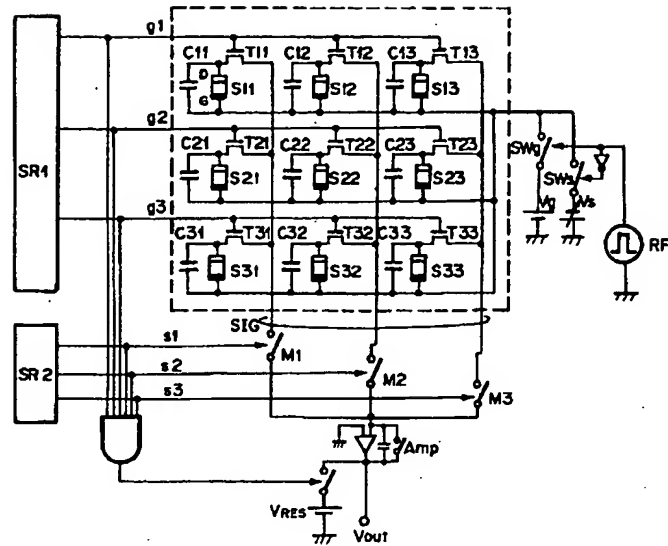 g1
C11 T11 C12 T12 C13 T13
D
G
S11 S12 S13
g2
C21 T21 C22 T22 C23 T23
SR1
S21 S22 S23
SWg
SWs
Vg Vs
g3
C31 T31 C32 T32 C33 T33
RF
S31 S32 S33
SIG
s1
M1
SR2
s2
M2
s3
M3
Amp
VRES
Vout